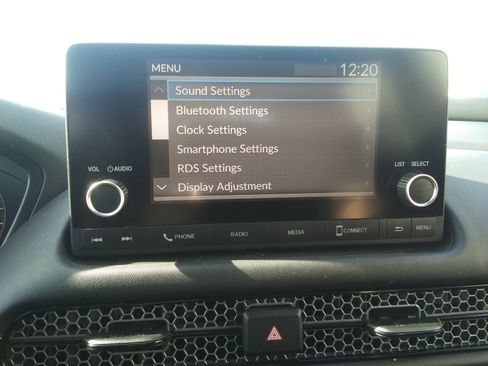 MENU 12:20
Sound Settings
Bluetooth Settings
Clock Settings
Smartphone Settings
RDS Settings
Display Adjustment
VOL AUDIO
LIST SELECT
PHONE RADIO MEDIA CONNECT MENU